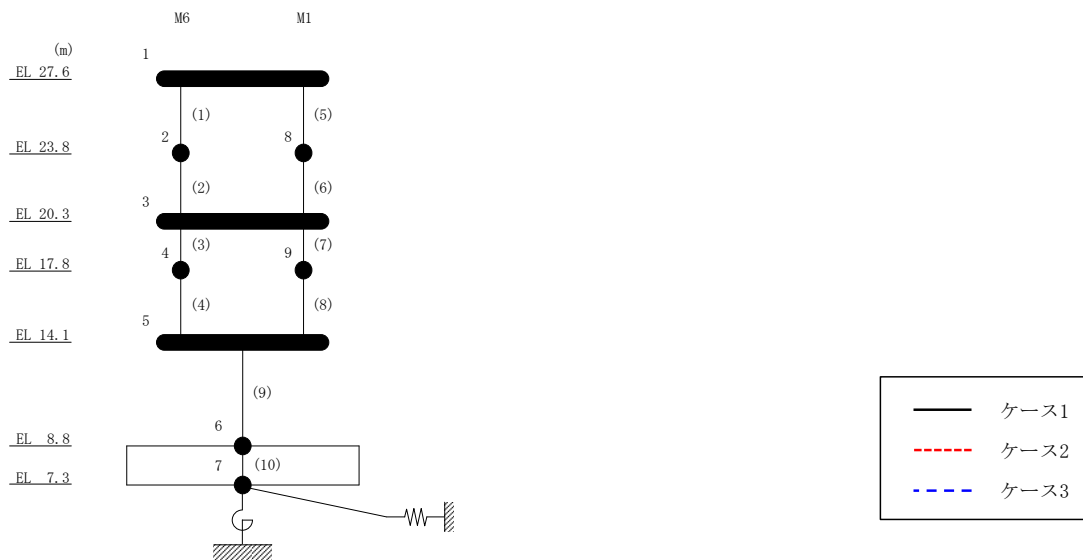 M6 M1
(m)
1
EL 27.6
(1) (5)
2 8
EL 23.8
(2) (6)
3
EL 20.3
(3) (7)
4 9
EL 17.8
(4) (8)
5
EL 14.1
(9)
6
EL 8.8
7 (10)
EL 7.3
ケース1
ケース2
ケース3